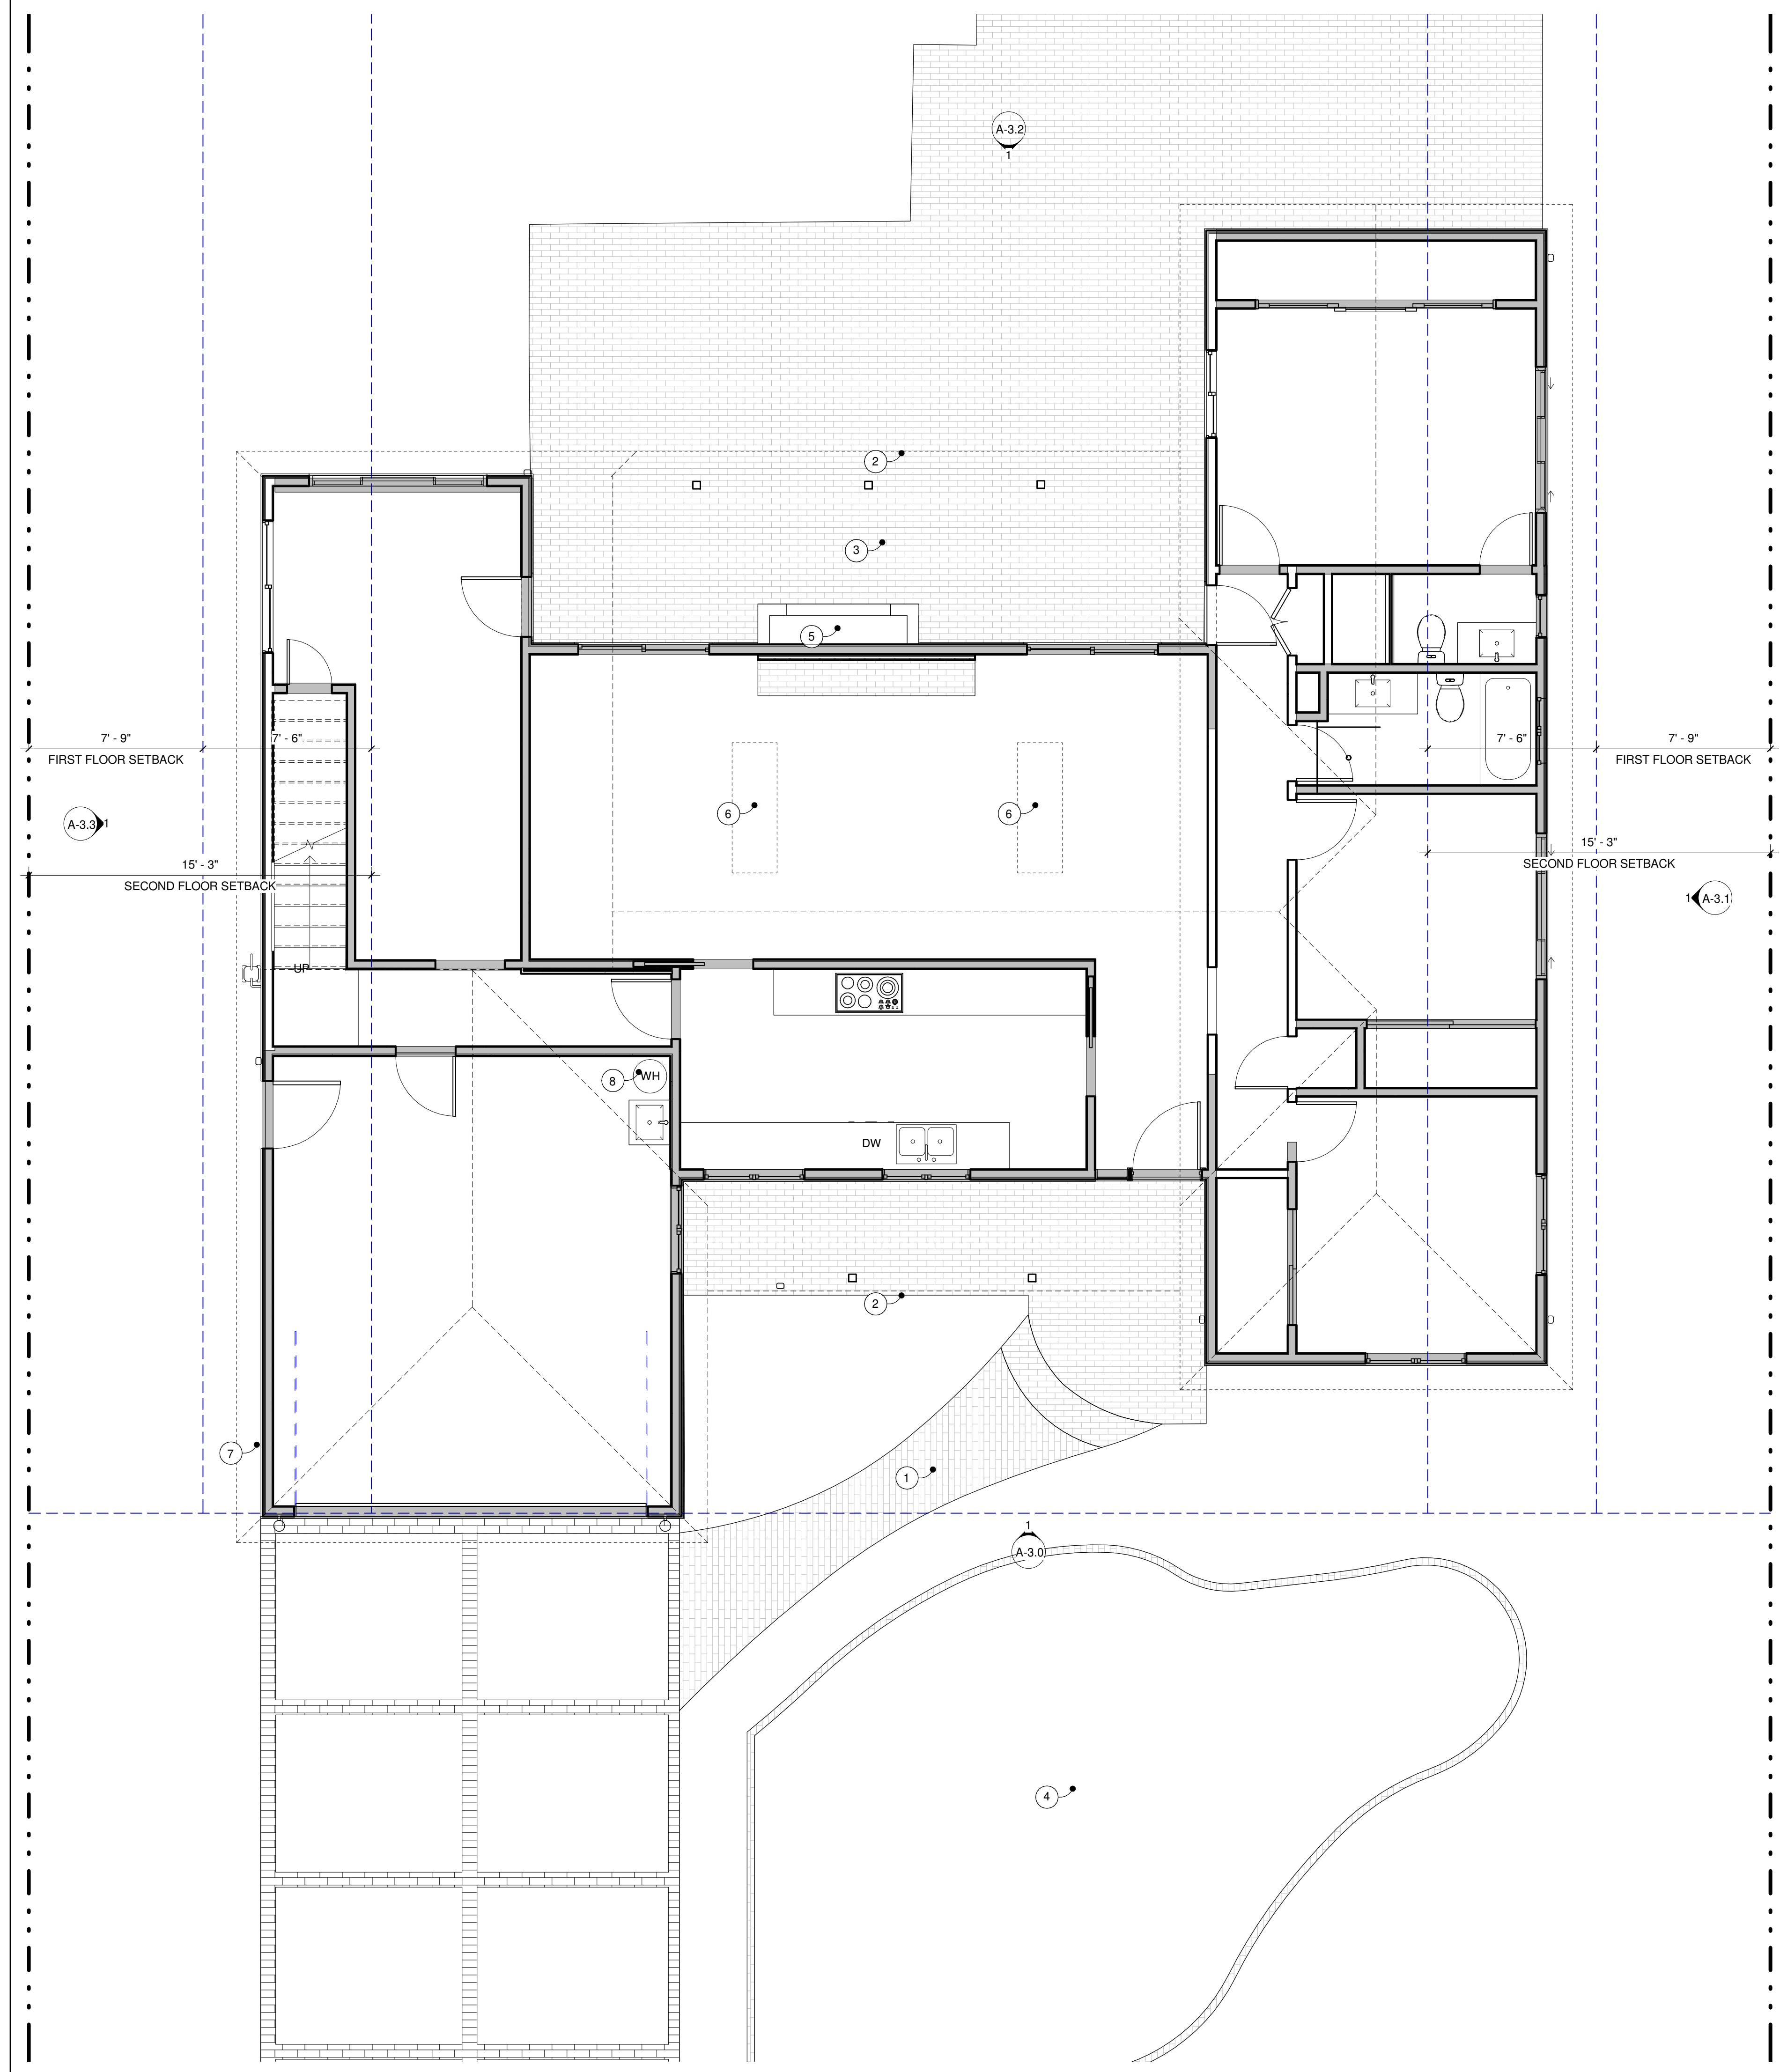 A-3.2
1
2
3
5
7' - 9"
7' - 6"
FIRST FLOOR SETBACK
7' - 6"
7' - 9"
FIRST FLOOR SETBACK
6
6
A-3.3
1
15' - 3"
SECOND FLOOR SETBACK
15' - 3"
SECOND FLOOR SETBACK
1
A-3.1
UP
8
WH
DW
2
7
1
1
A-3.0
4